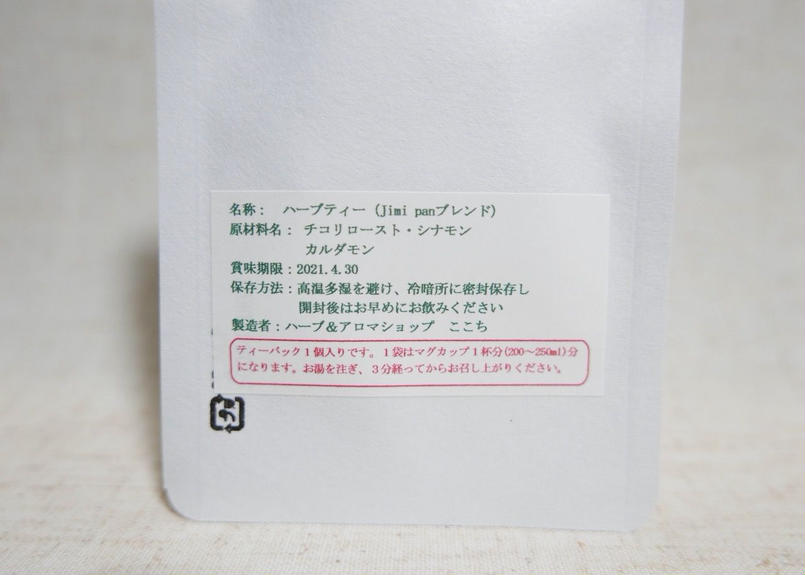 名称： ハーブティー (Jimi panブレンド)
原材料名： チコリロースト・シナモン
カルダモン
賞味期限：2021.4.30
保存方法：高温多湿を避け、冷暗所に密封保存し
開封後はお早めにお飲みください
製造者：ハーブ＆アロマショップ ここち
ティーパック１個入りです。１袋はマグカップ１杯分(200～250ml)分
になります。お湯を注ぎ、３分経ってからお召し上がりください。